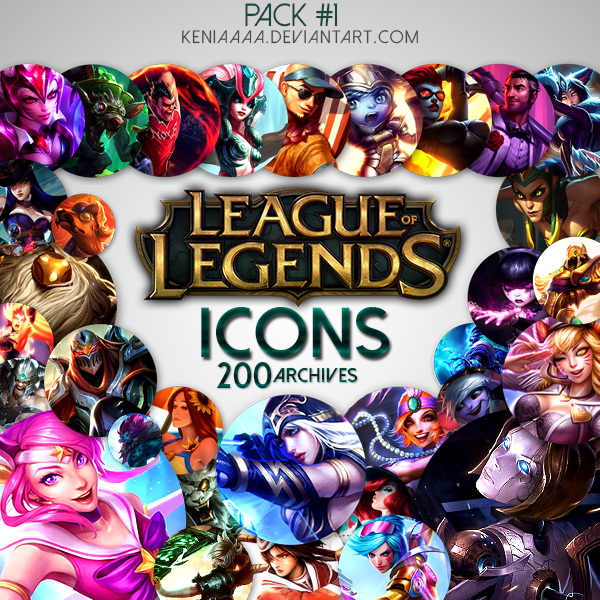 PACK #1
KENIAAAA.DEVIANTART.COM
LEAGUE OF
LEGENDS®
ICONS
200 ARCHIVES